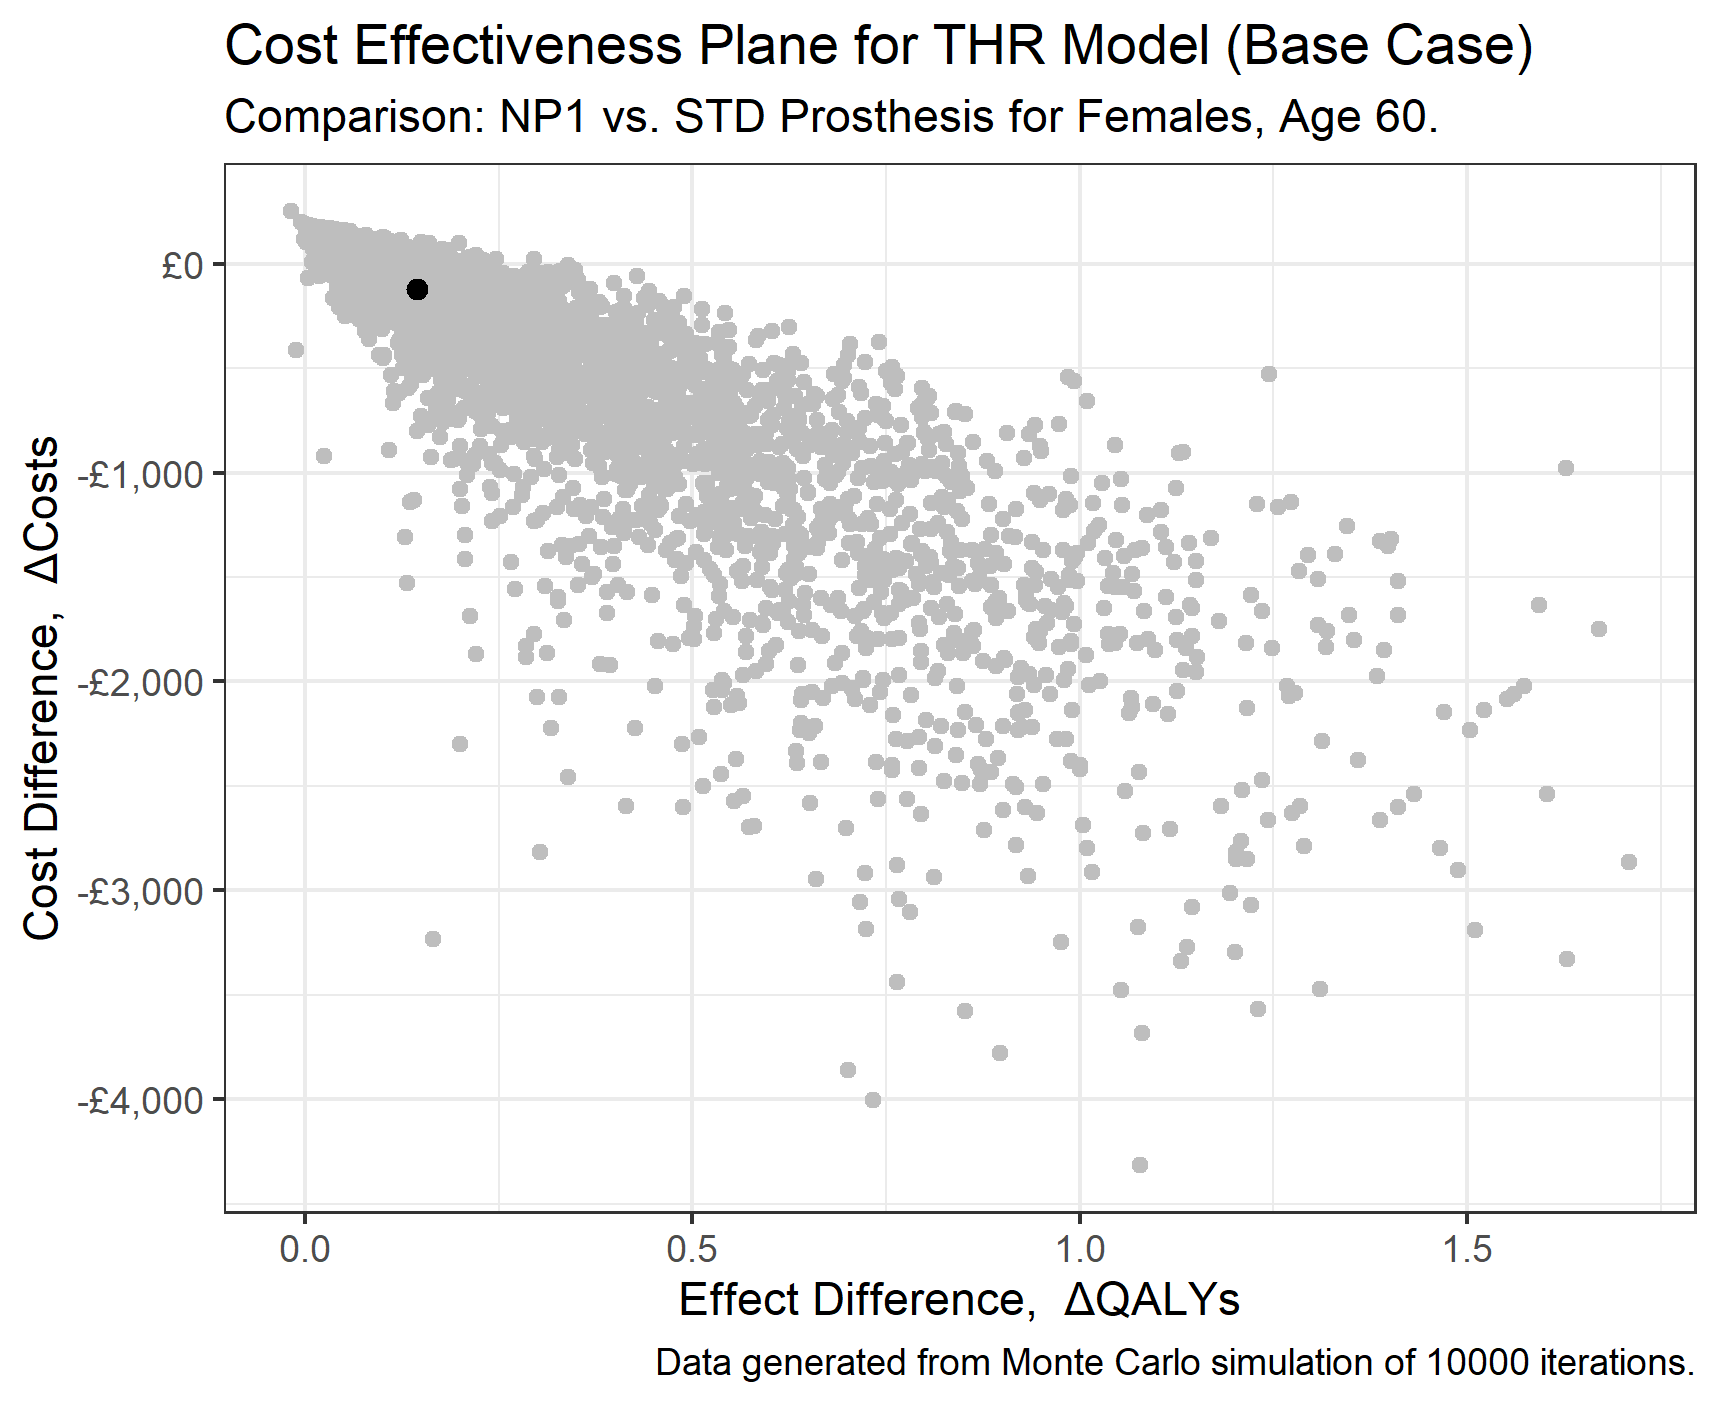 Cost Effectiveness Plane for THR Model (Base Case)
Comparison: NP1 vs. STD Prosthesis for Females, Age 60.
£0
-£1,000
-£2,000
-£3,000
-£4,000
Cost Difference,  ΔCosts
0.0
0.5
1.0
1.5
Effect Difference,  ΔQALYs
Data generated from Monte Carlo simulation of 10000 iterations.